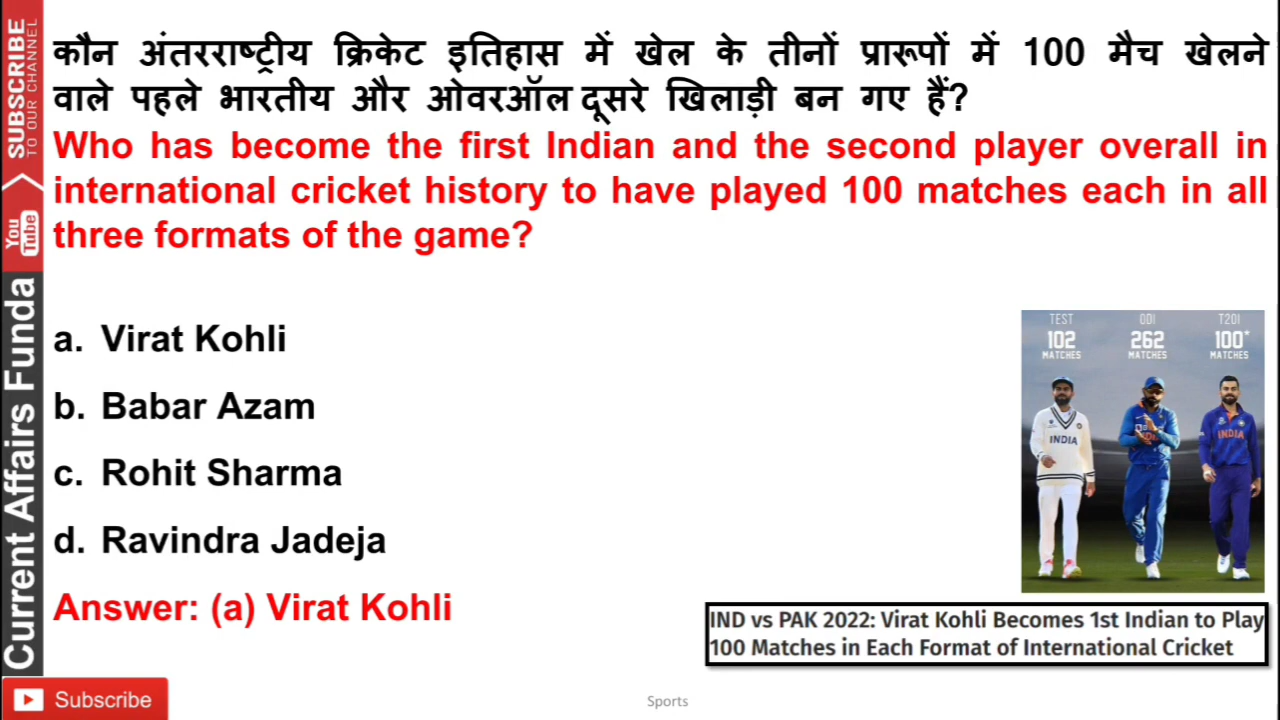 कौन अंतरराष्ट्रीय क्रिकेट इतिहास में खेल के तीनों प्रारूपों में 100 मैच खेलने
वाले पहले भारतीय और ओवरऑल दूसरे खिलाड़ी बन गए हैं?
Who has become the first Indian and the second player overall in
international cricket history to have played 100 matches each in all
three formats of the game?
a. Virat Kohli
b. Babar Azam
c. Rohit Sharma
d. Ravindra Jadeja
Answer: (a) Virat Kohli
TEST ODI T20I
102 262 100*
MATCHES MATCHES MATCHES
INDIA INDIA
IND vs PAK 2022: Virat Kohli Becomes 1st Indian to Play
100 Matches in Each Format of International Cricket
Sports
SUBSCRIBE
TO OUR CHANNEL
You
Tube
Current Affairs Funda
Subscribe